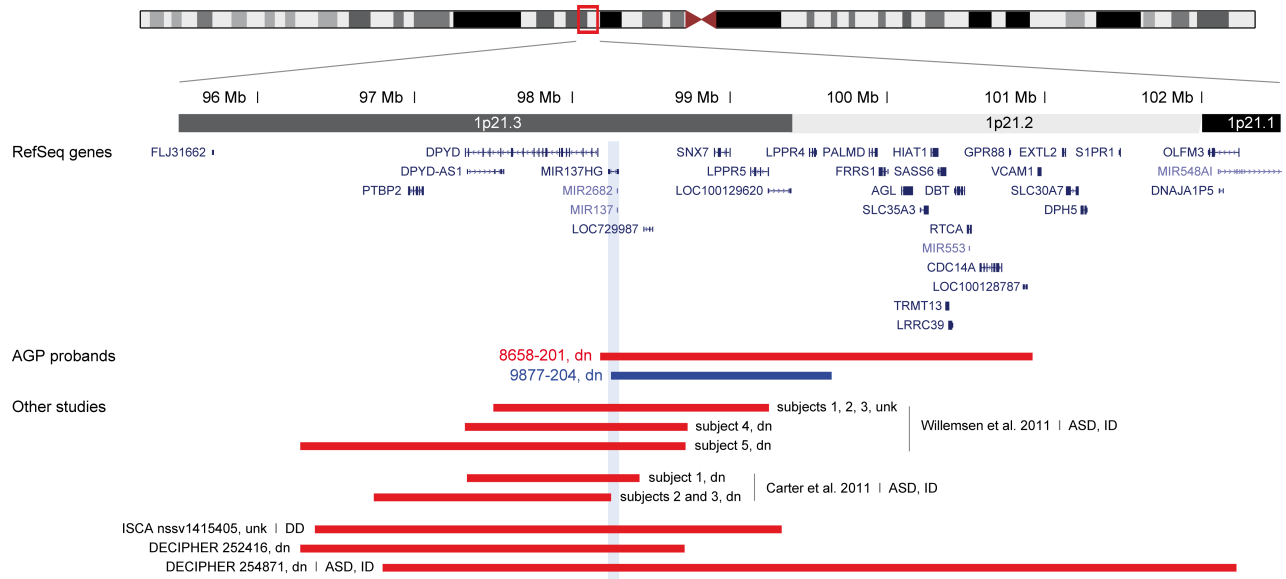 96 Mb 97 Mb 98 Mb 99 Mb 100 Mb 101 Mb 102 Mb
1p21.3 1p21.2 1p21.1
RefSeq genes FLJ31662 DPYD SNX7 LPPR4 PALMD HIAT1 GPR88 EXTL2 S1PR1 OLFM3
DPYD-AS1 MIR137HG LPPR5 FRRS1 SASS6 VCAM1 MIR548AI
PTBP2 MIR2682 LOC100129620 AGL DBT SLC30A7 DNAJA1P5
MIR137 SLC35A3 DPH5
LOC729987 RTCA
MIR553
CDC14A
LOC100128787
TRMT13
LRRC39
AGP probands 8658-201, dn
9877-204, dn
Other studies subjects 1, 2, 3, unk
subject 4, dn Willemsen et al. 2011 | ASD, ID
subject 5, dn
subject 1, dn
Carter et al. 2011 | ASD, ID
subjects 2 and 3, dn
ISCA nssv1415405, unk | DD
DECIPHER 252416, dn
DECIPHER 254871, dn | ASD, ID